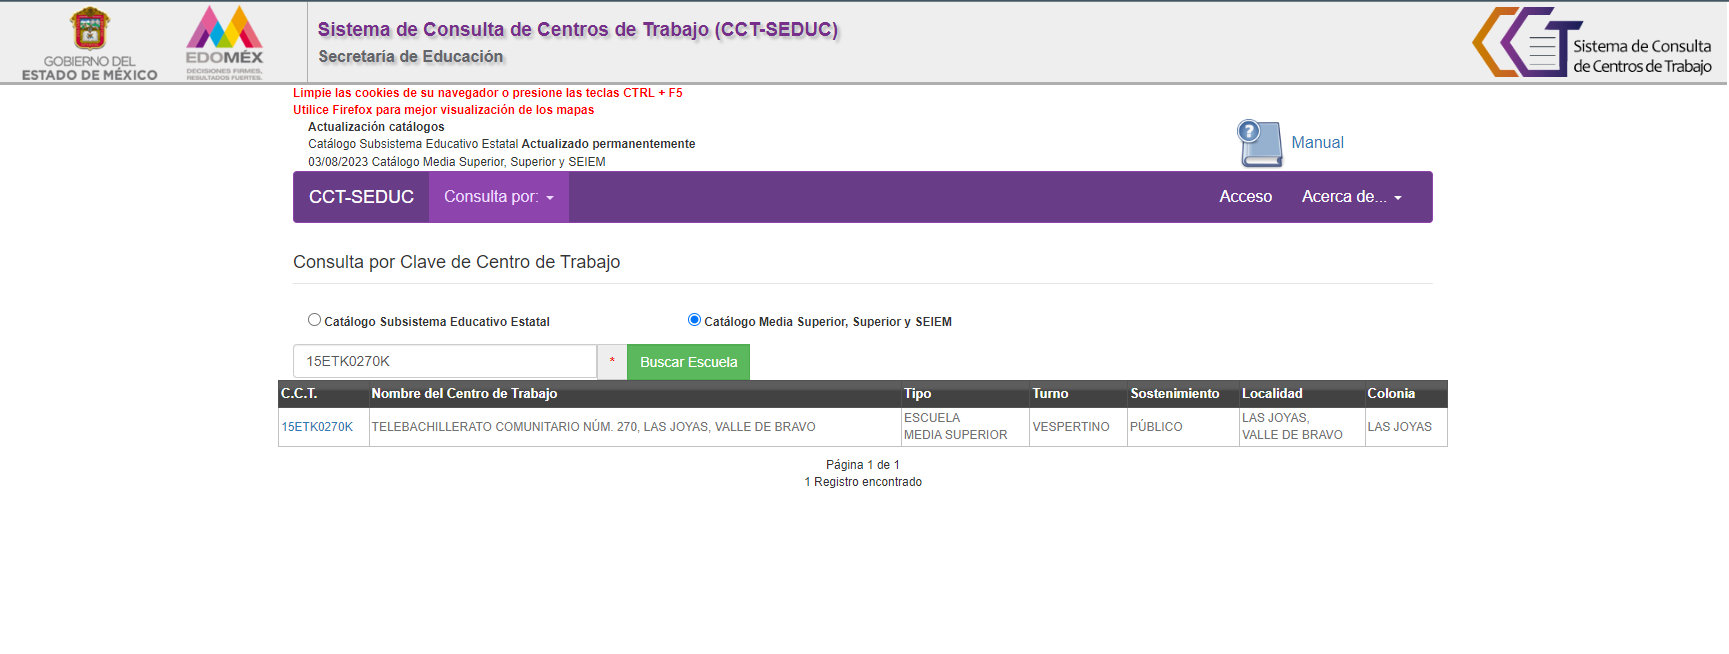 GOBIERNO DEL
ESTADO DE MÉXICO
EDOMÉX
DECISIONES FIRMES,
RESULTADOS FUERTES.
Sistema de Consulta de Centros de Trabajo (CCT-SEDUC)
Secretaría de Educación
CCT
Sistema de Consulta
de Centros de Trabajo
Limpie las cookies de su navegador o presione las teclas CTRL + F5
Utilice Firefox para mejor visualización de los mapas
Actualización catálogos
Catálogo Subsistema Educativo Estatal Actualizado permanentemente
03/08/2023 Catálogo Media Superior, Superior y SEIEM
? Manual
CCT-SEDUC Consulta por: Acceso Acerca de...
Consulta por Clave de Centro de Trabajo
Catálogo Subsistema Educativo Estatal Catálogo Media Superior, Superior y SEIEM
15ETK0270K * Buscar Escuela
C.C.T. Nombre del Centro de Trabajo Tipo Turno Sostenimiento Localidad Colonia
15ETK0270K TELEBACHILLERATO COMUNITARIO NÚM. 270, LAS JOYAS, VALLE DE BRAVO ESCUELA MEDIA SUPERIOR VESPERTINO PÚBLICO LAS JOYAS, VALLE DE BRAVO LAS JOYAS
Página 1 de 1
1 Registro encontrado